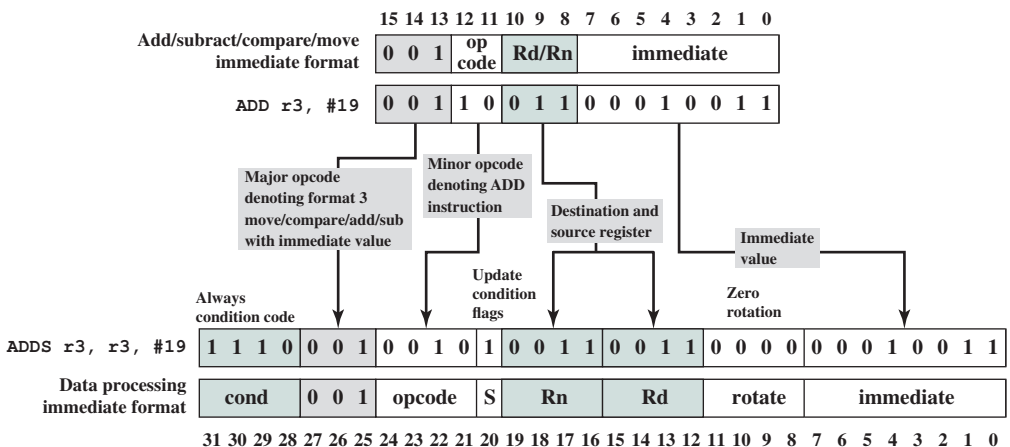 15 14 13 12 11 10 9 8 7 6 5 4 3 2 1 0
Add/subract/compare/move
immediate format
op
code
Rd/Rn
immediate
0 0 1
ADD r3, #19
0 0 1 1 0 0 1 1 0 0 0 1 0 0 1 1
Major opcode
denoting format 3
move/compare/add/sub
with immediate value
Minor opcode
denoting ADD
instruction
Destination and
source register
Immediate
value
Always
condition code
Update
condition
flags
Zero
rotation
ADDS r3, r3, #19
1 1 1 0 0 0 1 0 0 1 0 1 0 0 1 1 0 0 1 1 0 0 0 0 0 0 0 1 0 0 1 1
Data processing
immediate format
cond 0 0 1 opcode S Rn Rd rotate immediate
31 30 29 28 27 26 25 24 23 22 21 20 19 18 17 16 15 14 13 12 11 10 9 8 7 6 5 4 3 2 1 0